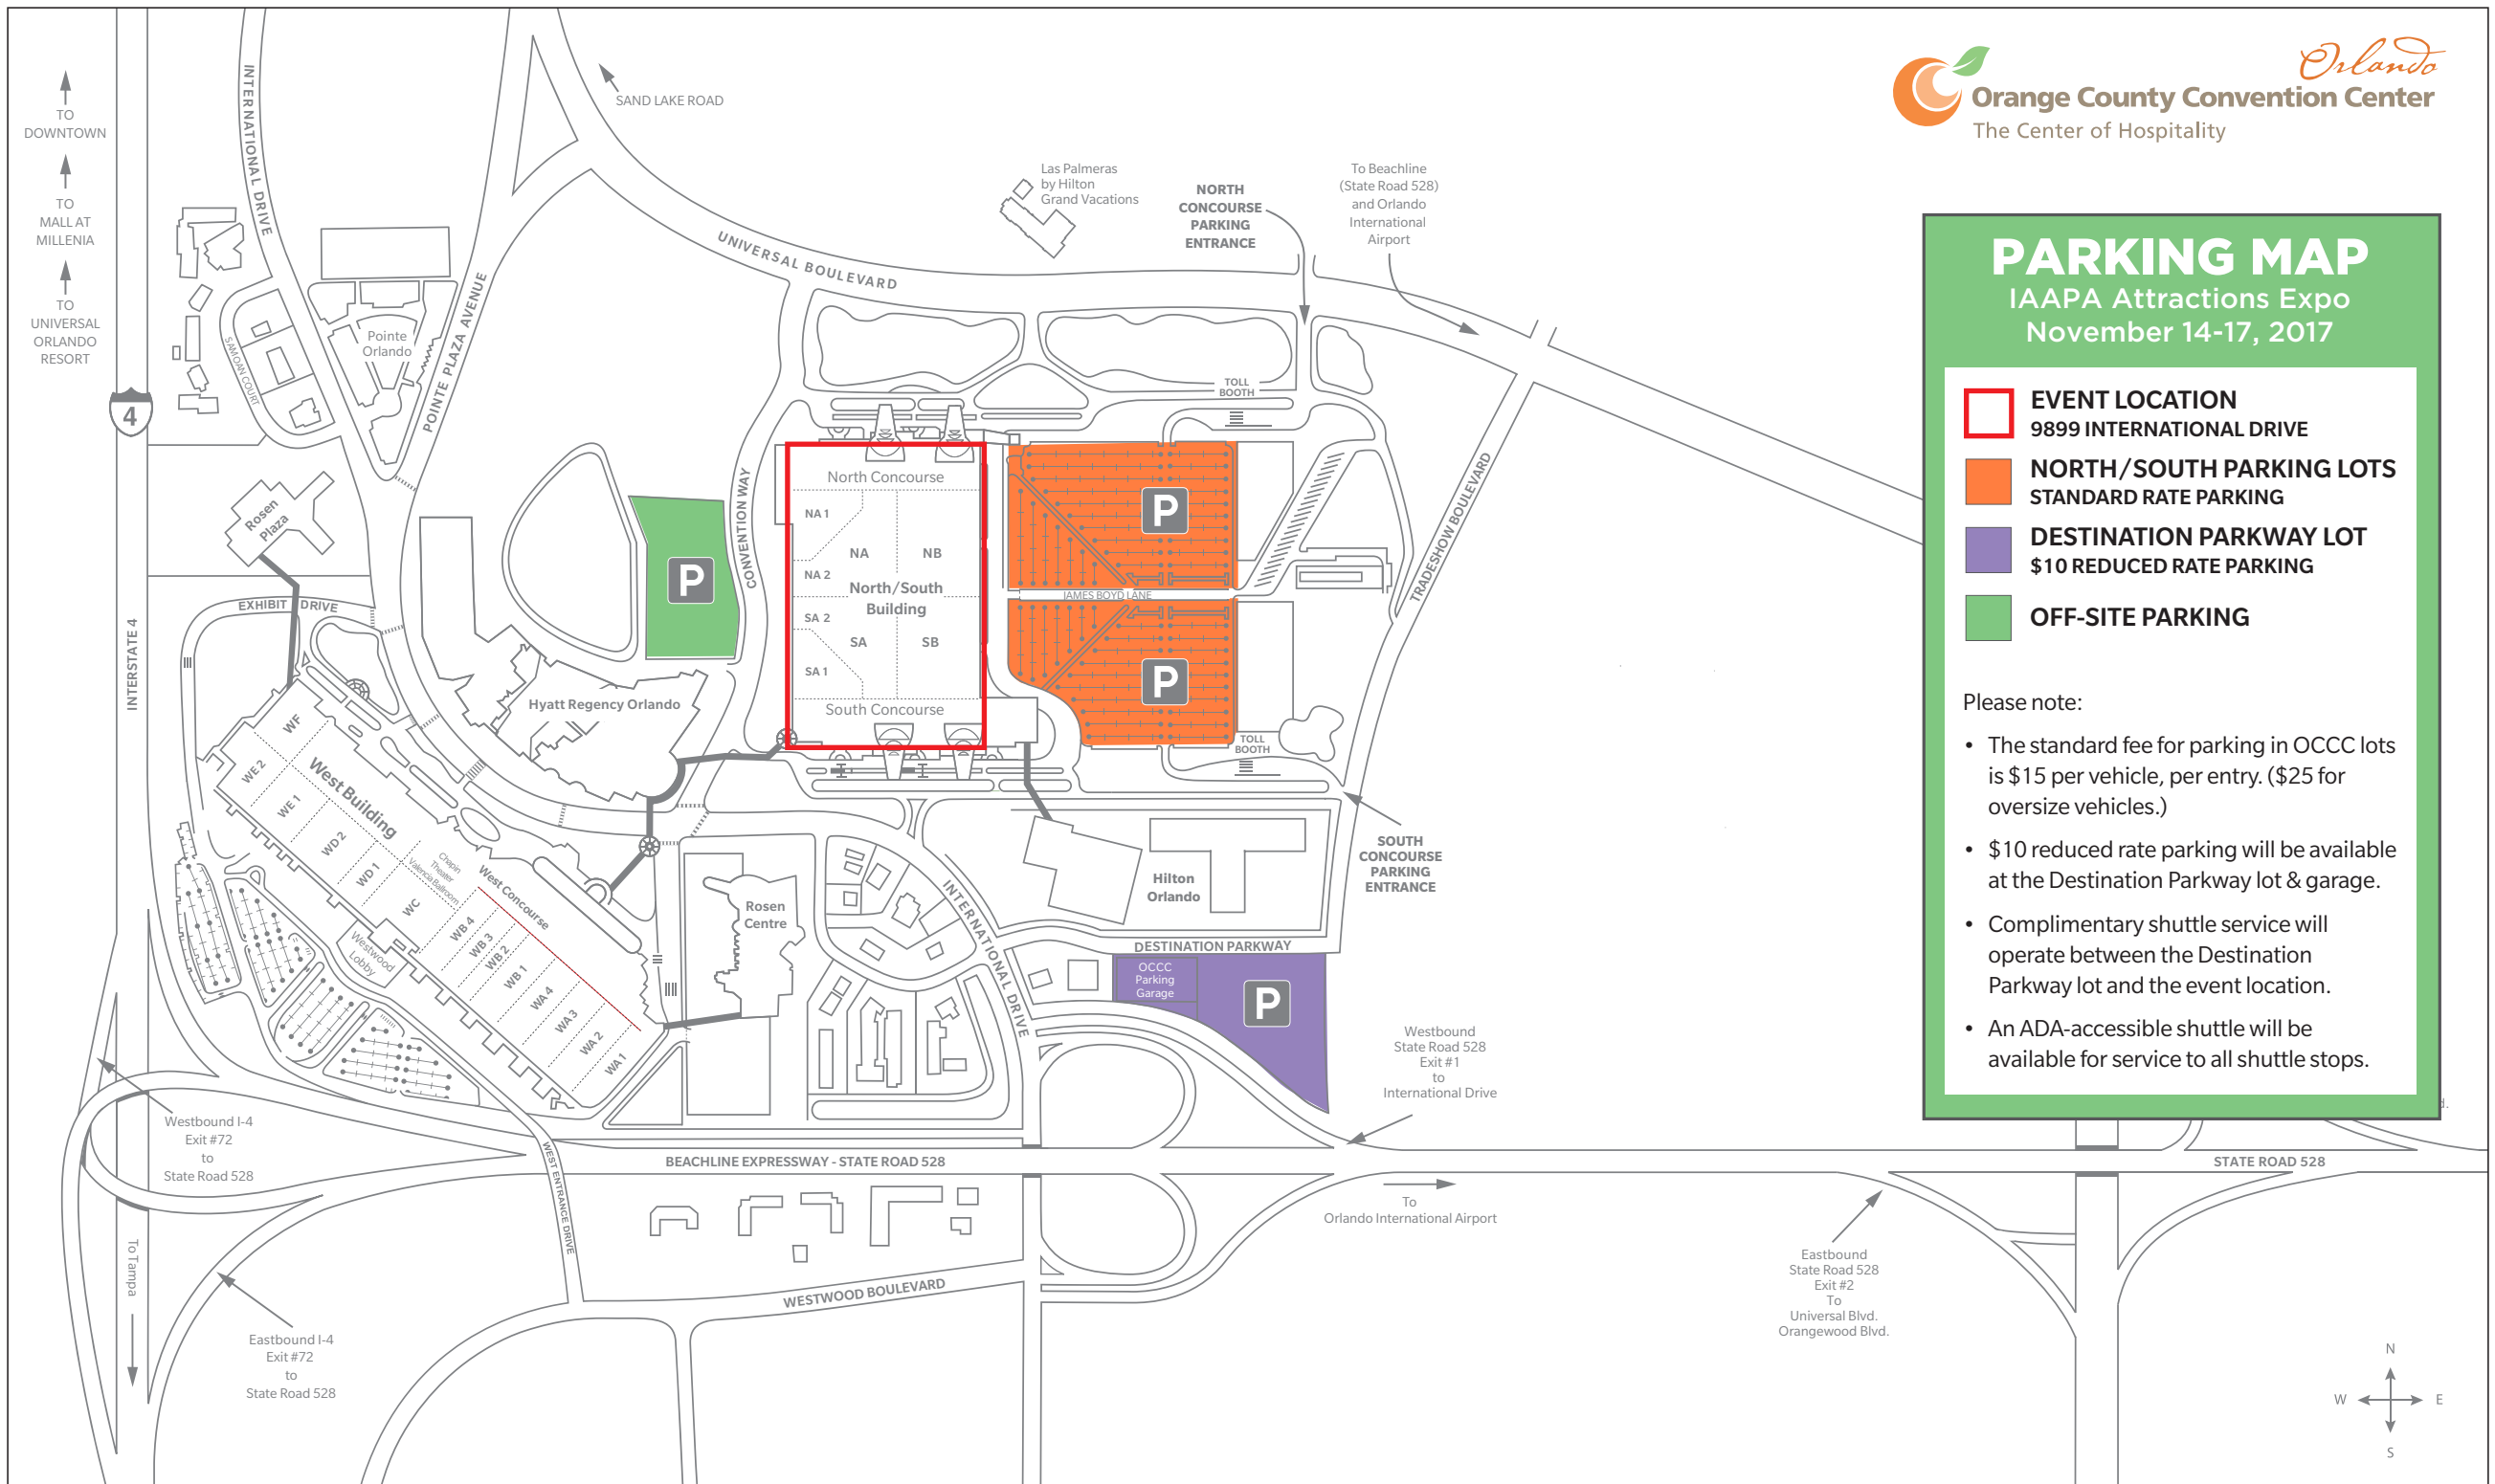 Orlando
Orange County Convention Center
The Center of Hospitality
PARKING MAP
IAAPA Attractions Expo
November 14-17, 2017
EVENT LOCATION
9899 INTERNATIONAL DRIVE
NORTH/SOUTH PARKING LOTS
STANDARD RATE PARKING
DESTINATION PARKWAY LOT
$10 REDUCED RATE PARKING
OFF-SITE PARKING
Please note:
• The standard fee for parking in OCCC lots
is $15 per vehicle, per entry. ($25 for
oversize vehicles.)
• $10 reduced rate parking will be available
at the Destination Parkway lot & garage.
• Complimentary shuttle service will
operate between the Destination
Parkway lot and the event location.
• An ADA-accessible shuttle will be
available for service to all shuttle stops.
TO
DOWNTOWN
TO
MALL AT
MILLENIA
TO
UNIVERSAL
ORLANDO
RESORT
4
INTERSTATE 4
INTERNATIONAL DRIVE
SAMOAN COURT
Pointe
Orlando
POINTE PLAZA AVENUE
SAND LAKE ROAD
UNIVERSAL BOULEVARD
Las Palmeras
by Hilton
Grand Vacations
NORTH
CONCOURSE
PARKING
ENTRANCE
To Beachline
(State Road 528)
and Orlando
International
Airport
TOLL
BOOTH
CONVENTION WAY
North Concourse
NA 1
NA
NB
NA 2
North/South
Building
SA 2
SA
SB
SA 1
South Concourse
P
P
P
JAMES BOYD LANE
TRADESHOW BOULEVARD
TOLL
BOOTH
Rosen
Plaza
EXHIBIT DRIVE
Hyatt Regency Orlando
WF
WE 2
WE 1
West Building
WD 2
WD 1
WC
Chapin
Theater
Valencia Ballroom
West Concourse
Westwood
Lobby
WB 4
WB 3
WB 2
WB 1
WA 4
WA 3
WA 2
WA 1
Rosen
Centre
INTERNATIONAL DRIVE
INTERNATIONAL DRIVE
Hilton
Orlando
SOUTH
CONCOURSE
PARKING
ENTRANCE
DESTINATION PARKWAY
OCCC
Parking
Garage
P
Westbound
State Road 528
Exit #1
to
International Drive
Westbound I-4
Exit #72
to
State Road 528
WEST ENTRANCE DRIVE
BEACHLINE EXPRESSWAY - STATE ROAD 528
STATE ROAD 528
To
Orlando International Airport
To Tampa
WESTWOOD BOULEVARD
Eastbound I-4
Exit #72
to
State Road 528
Eastbound
State Road 528
Exit #2
To
Universal Blvd.
Orangewood Blvd.
N
W E
S